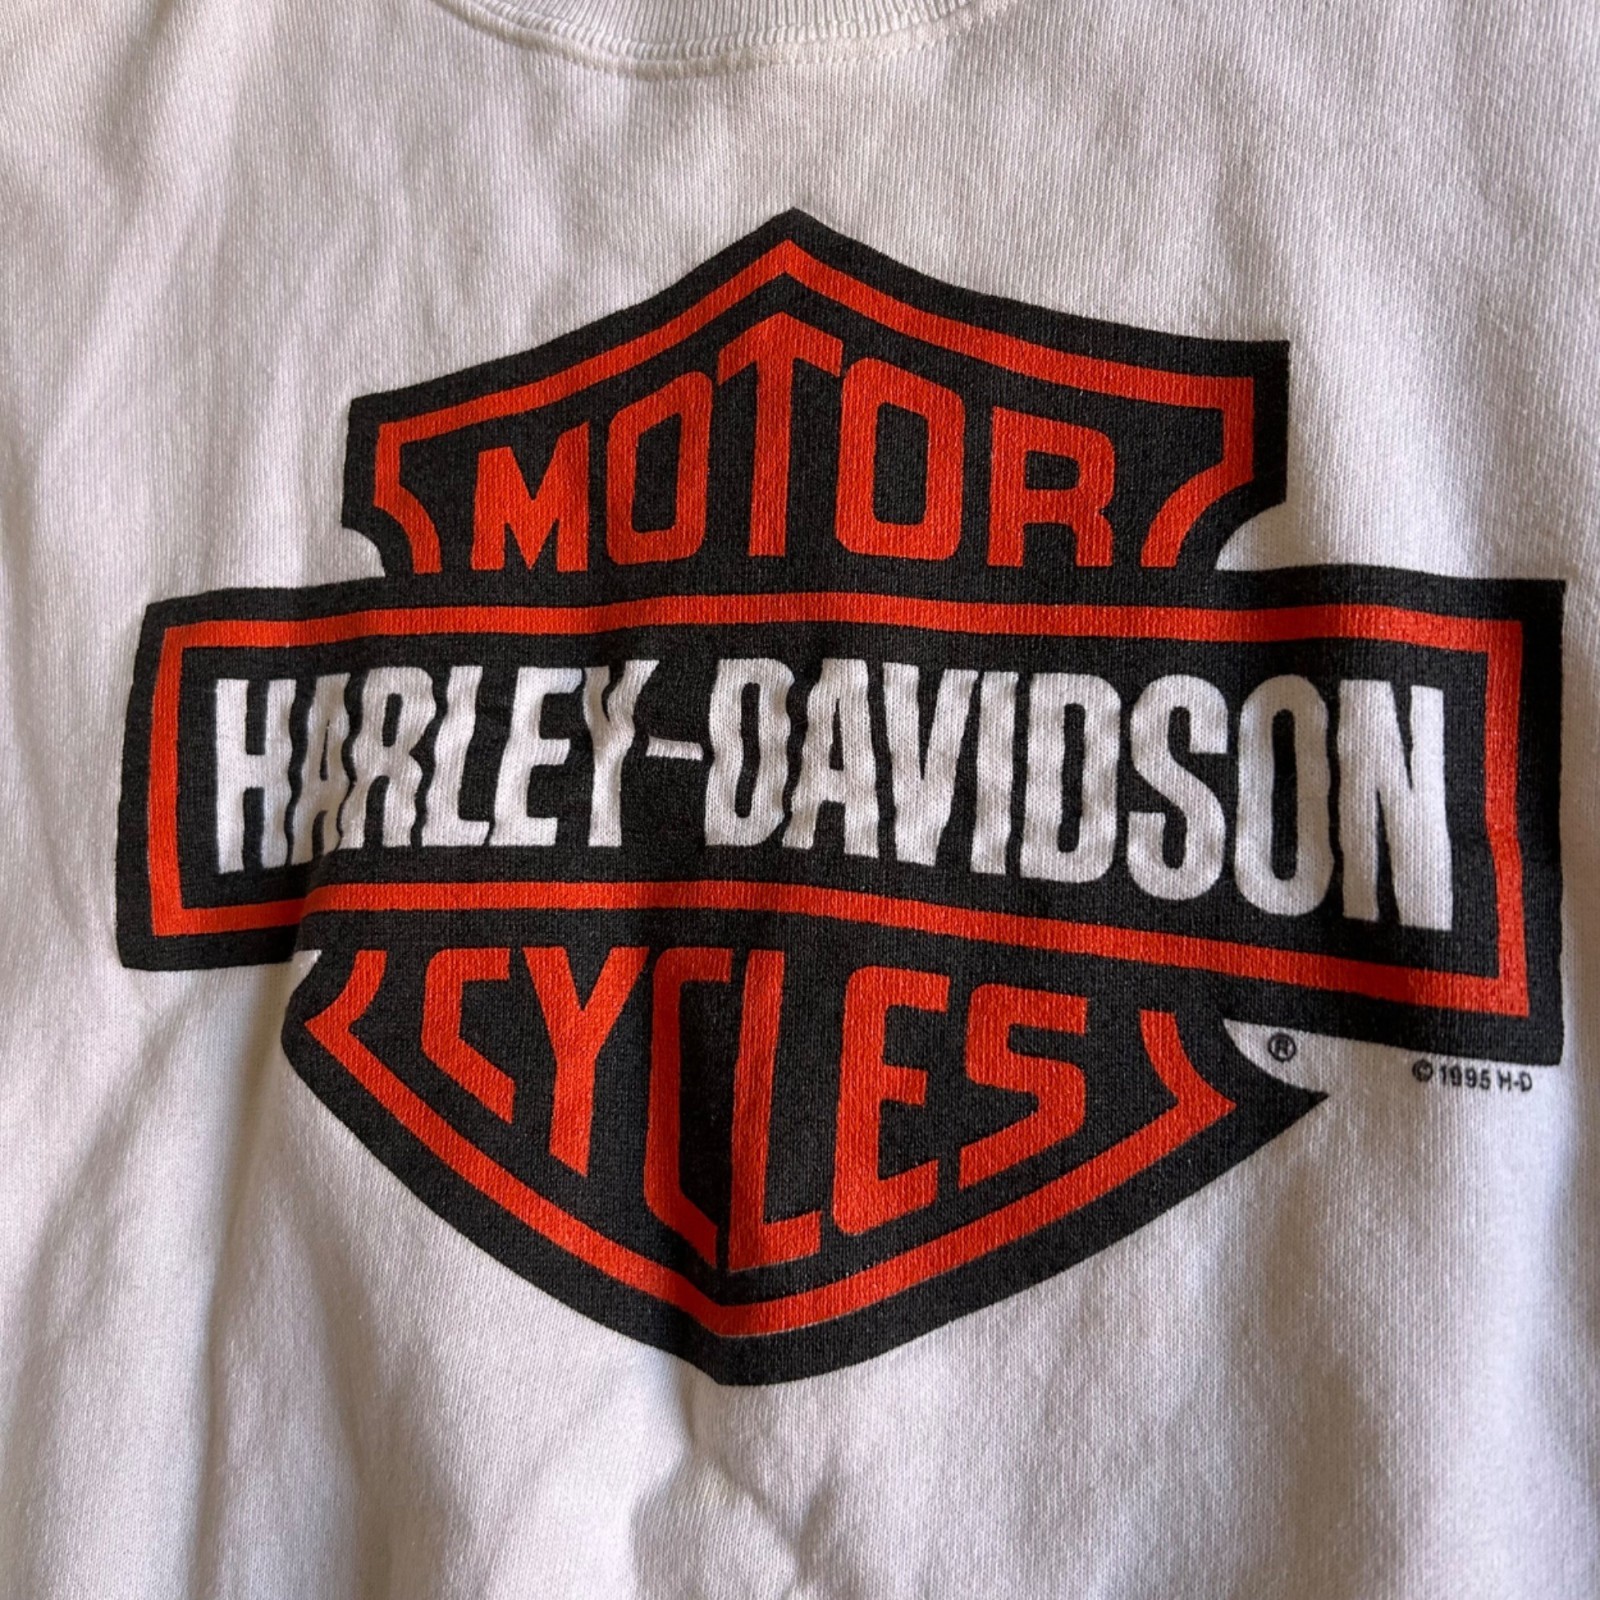 MOTOR
HARLEY-DAVIDSON
CYCLES
®
© 1995 H-D